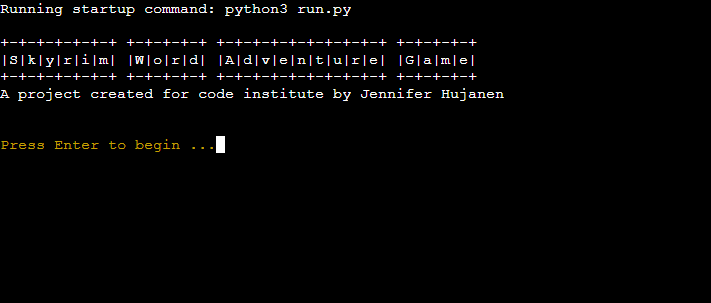 Running startup command: python3 run.py
+-+-+-+-+-+-+ +-+-+-+-+ +-+-+-+-+-+-+-+-+-+ +-+-+-+-+
|S|k|y|r|i|m| |W|o|r|d| |A|d|v|e|n|t|u|r|e| |G|a|m|e|
+-+-+-+-+-+-+ +-+-+-+-+ +-+-+-+-+-+-+-+-+-+ +-+-+-+-+
A project created for code institute by Jennifer Hujanen
Press Enter to begin ...